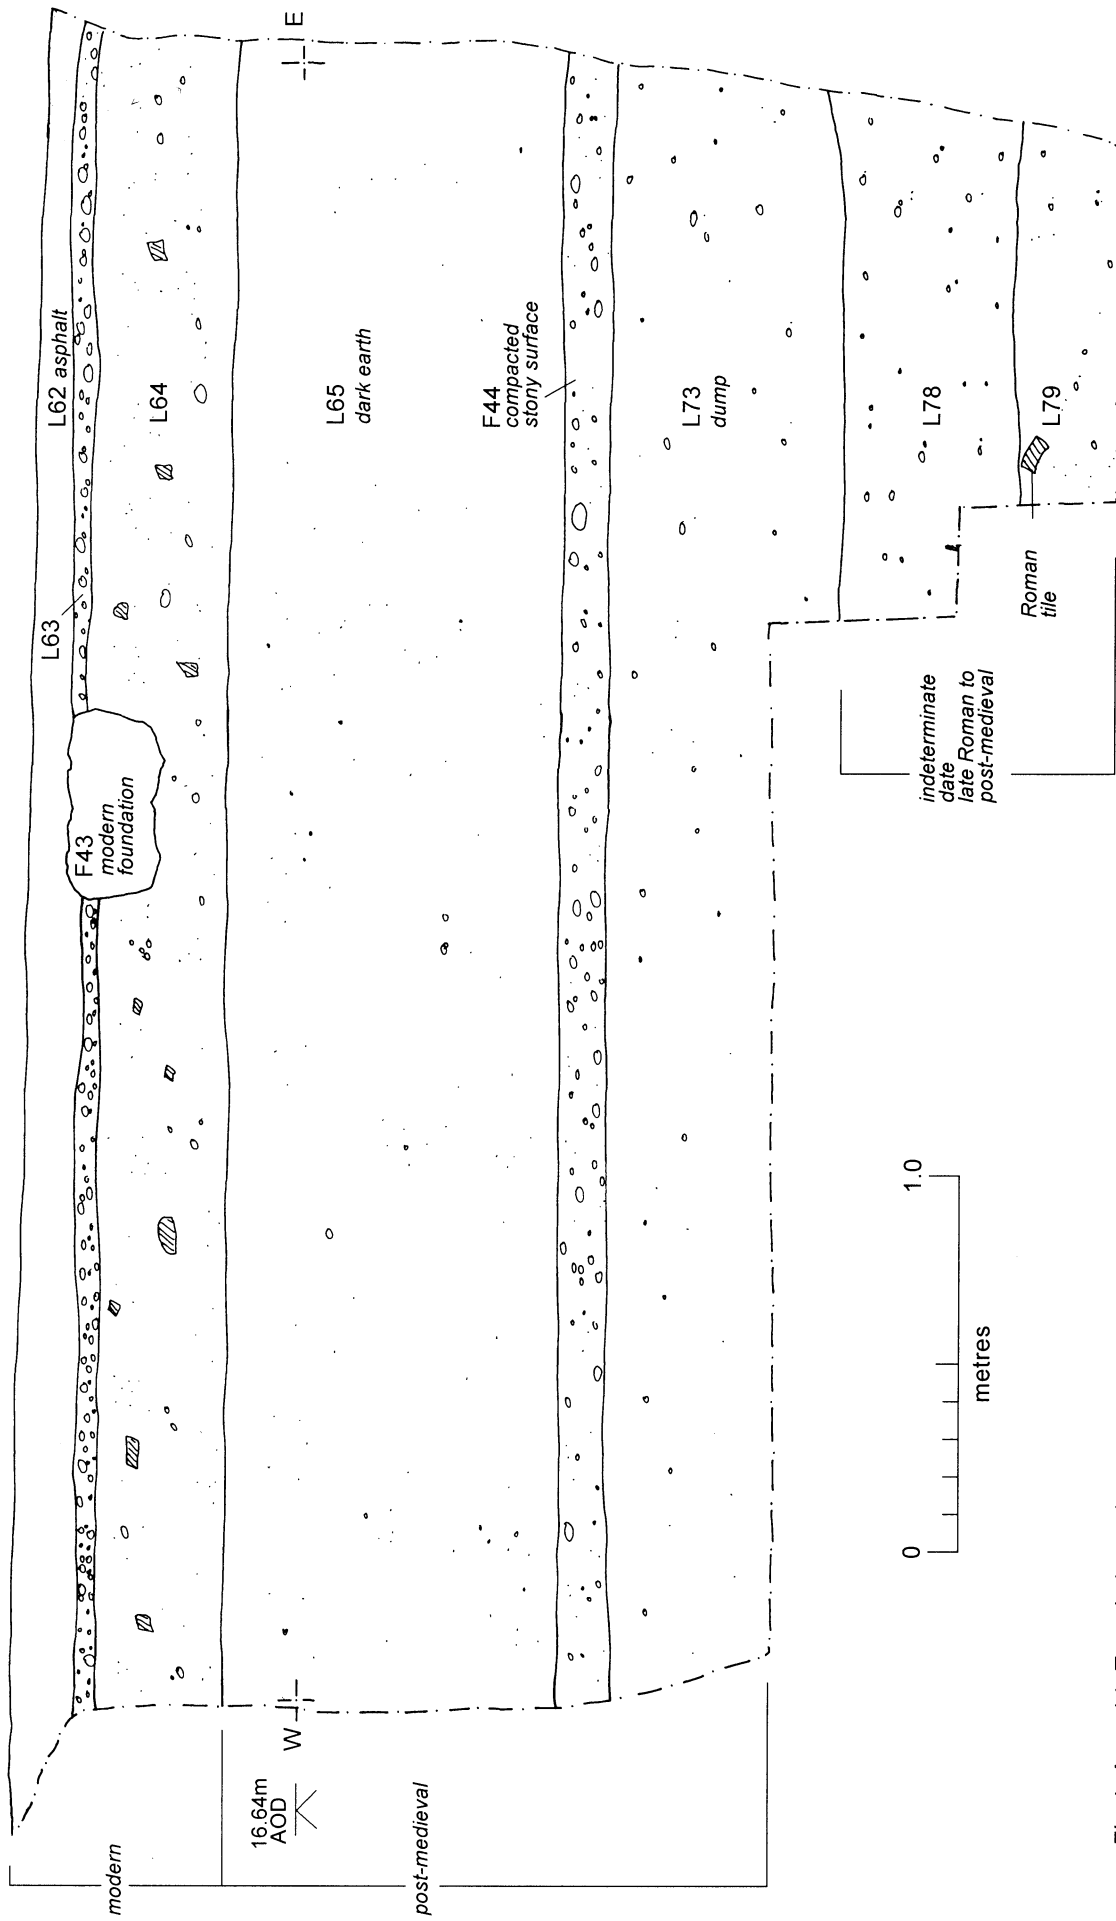 L62 asphalt
L63
F43
modern
foundation
L64
E
W
16.64m
AOD
L65
dark earth
F44
compacted
stony surface
L73
dump
L78
L79
Roman
tile
modern
post-medieval
indeterminate
date
late Roman to
post-medieval
0
1.0
metres